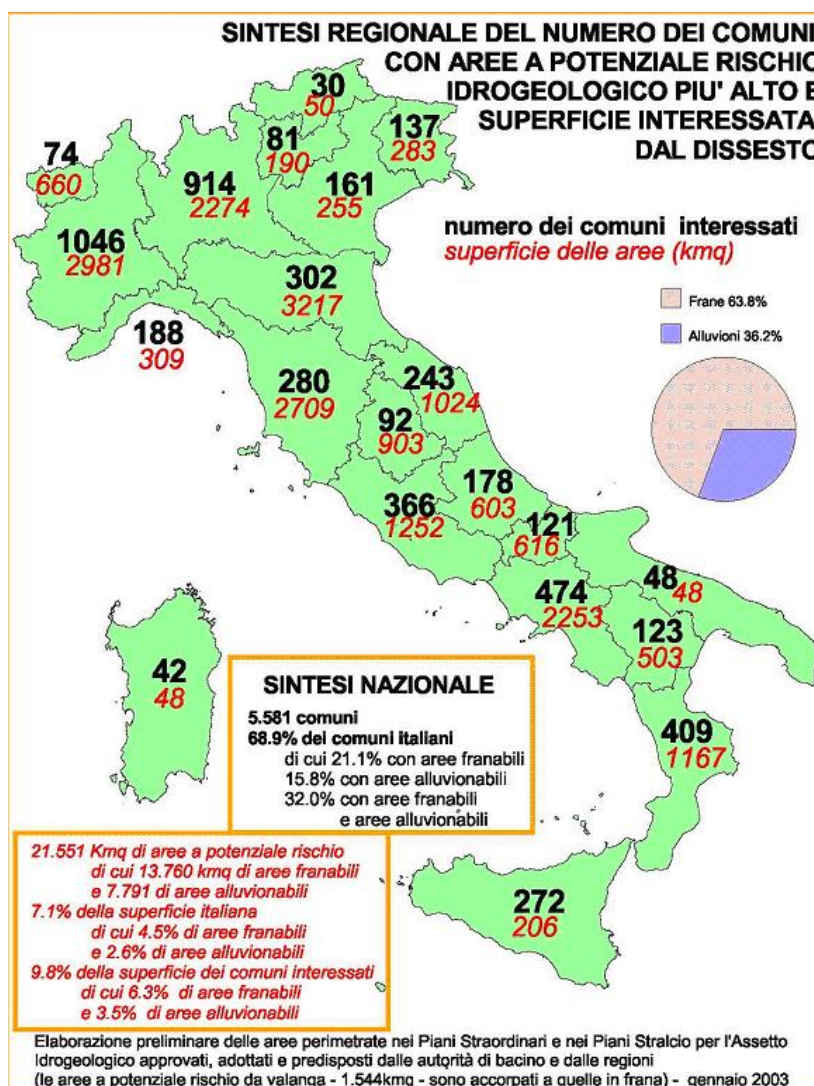 SINTESI REGIONALE DEL NUMERO DEI COMUNI
CON AREE A POTENZIALE RISCHIO
IDROGEOLOGICO PIU' ALTO E
SUPERFICIE INTERESSATA
DAL DISSESTO
30
50
81
190
137
283
74
660
914
2274
161
255
1046
2981
numero dei comuni interessati
superficie delle aree (kmq)
302
3217
Frane 63.8%
Alluvioni 36.2%
188
309
280
2709
243
1024
92
903
178
603
366
1252
121
616
48
48
474
2253
123
503
42
48
409
1167
272
206
SINTESI NAZIONALE
5.581 comuni
68.9% dei comuni italiani
di cui 21.1% con aree franabili
15.8% con aree alluvionabili
32.0% con aree franabili
e aree alluvionabili
21.551 Kmq di aree a potenziale rischio
di cui 13.760 kmq di aree franabili
e 7.791 di aree alluvionabili
7.1% della superficie italiana
di cui 4.5% di aree franabili
e 2.6% di aree alluvionabili
9.8% della superficie dei comuni interessati
di cui 6.3% di aree franabili
e 3.5% di aree alluvionabili
Elaborazione preliminare delle aree perimetrate nei Piani Straordinari e nei Piani Stralcio per l'Assetto
Idrogeologico approvati, adottati e predisposti dalle autorità di bacino e dalle regioni
(le aree a potenziale rischio da valanga - 1.544kmq - sono accorpati a quelle in frana) - gennaio 2003